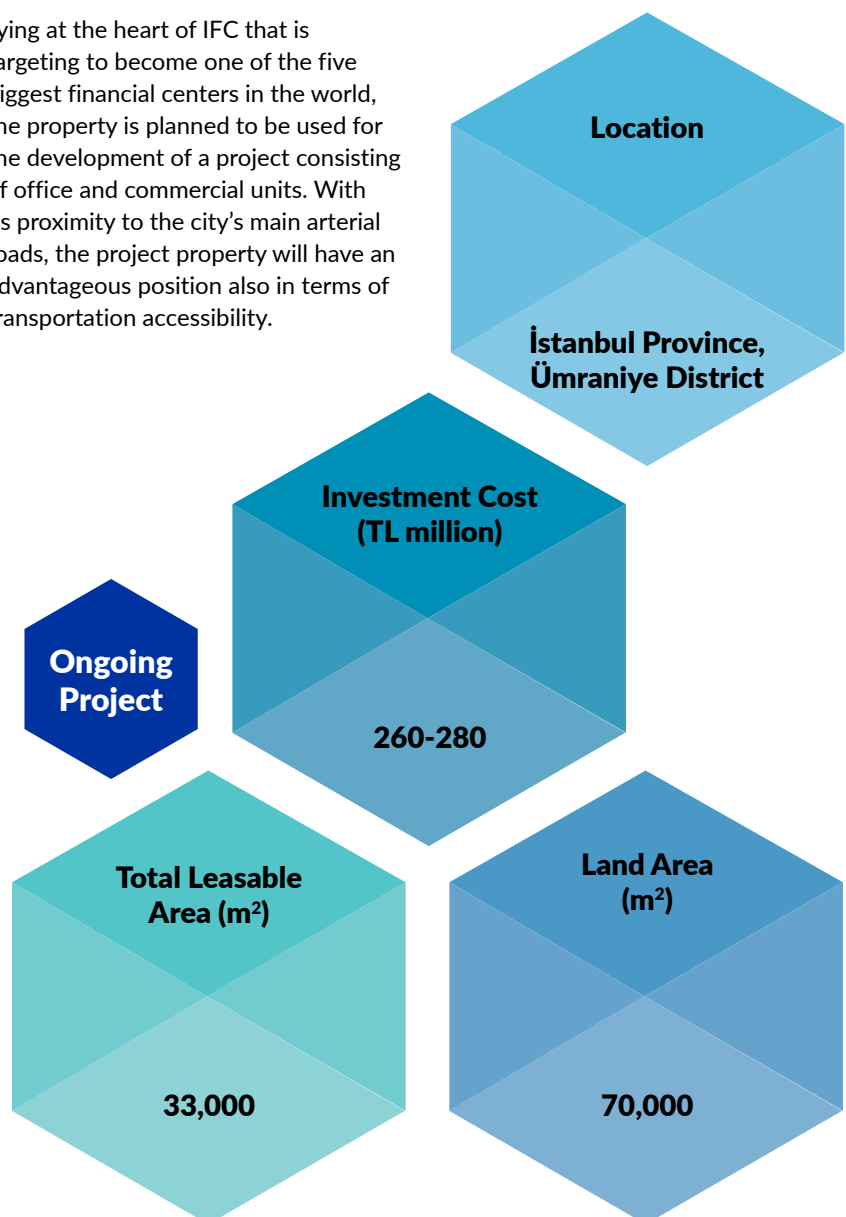 ying at the heart of IFC that is
argeting to become one of the five
iggest financial centers in the world,
he property is planned to be used for
he development of a project consisting
f office and commercial units. With
s proximity to the city's main arterial
oads, the project property will have an
dvantageous position also in terms of
ransportation accessibility.
Location
İstanbul Province,
Ümraniye District
Investment Cost
(TL million)
260-280
Ongoing
Project
Total Leasable
Area (m²)
33,000
Land Area
(m²)
70,000